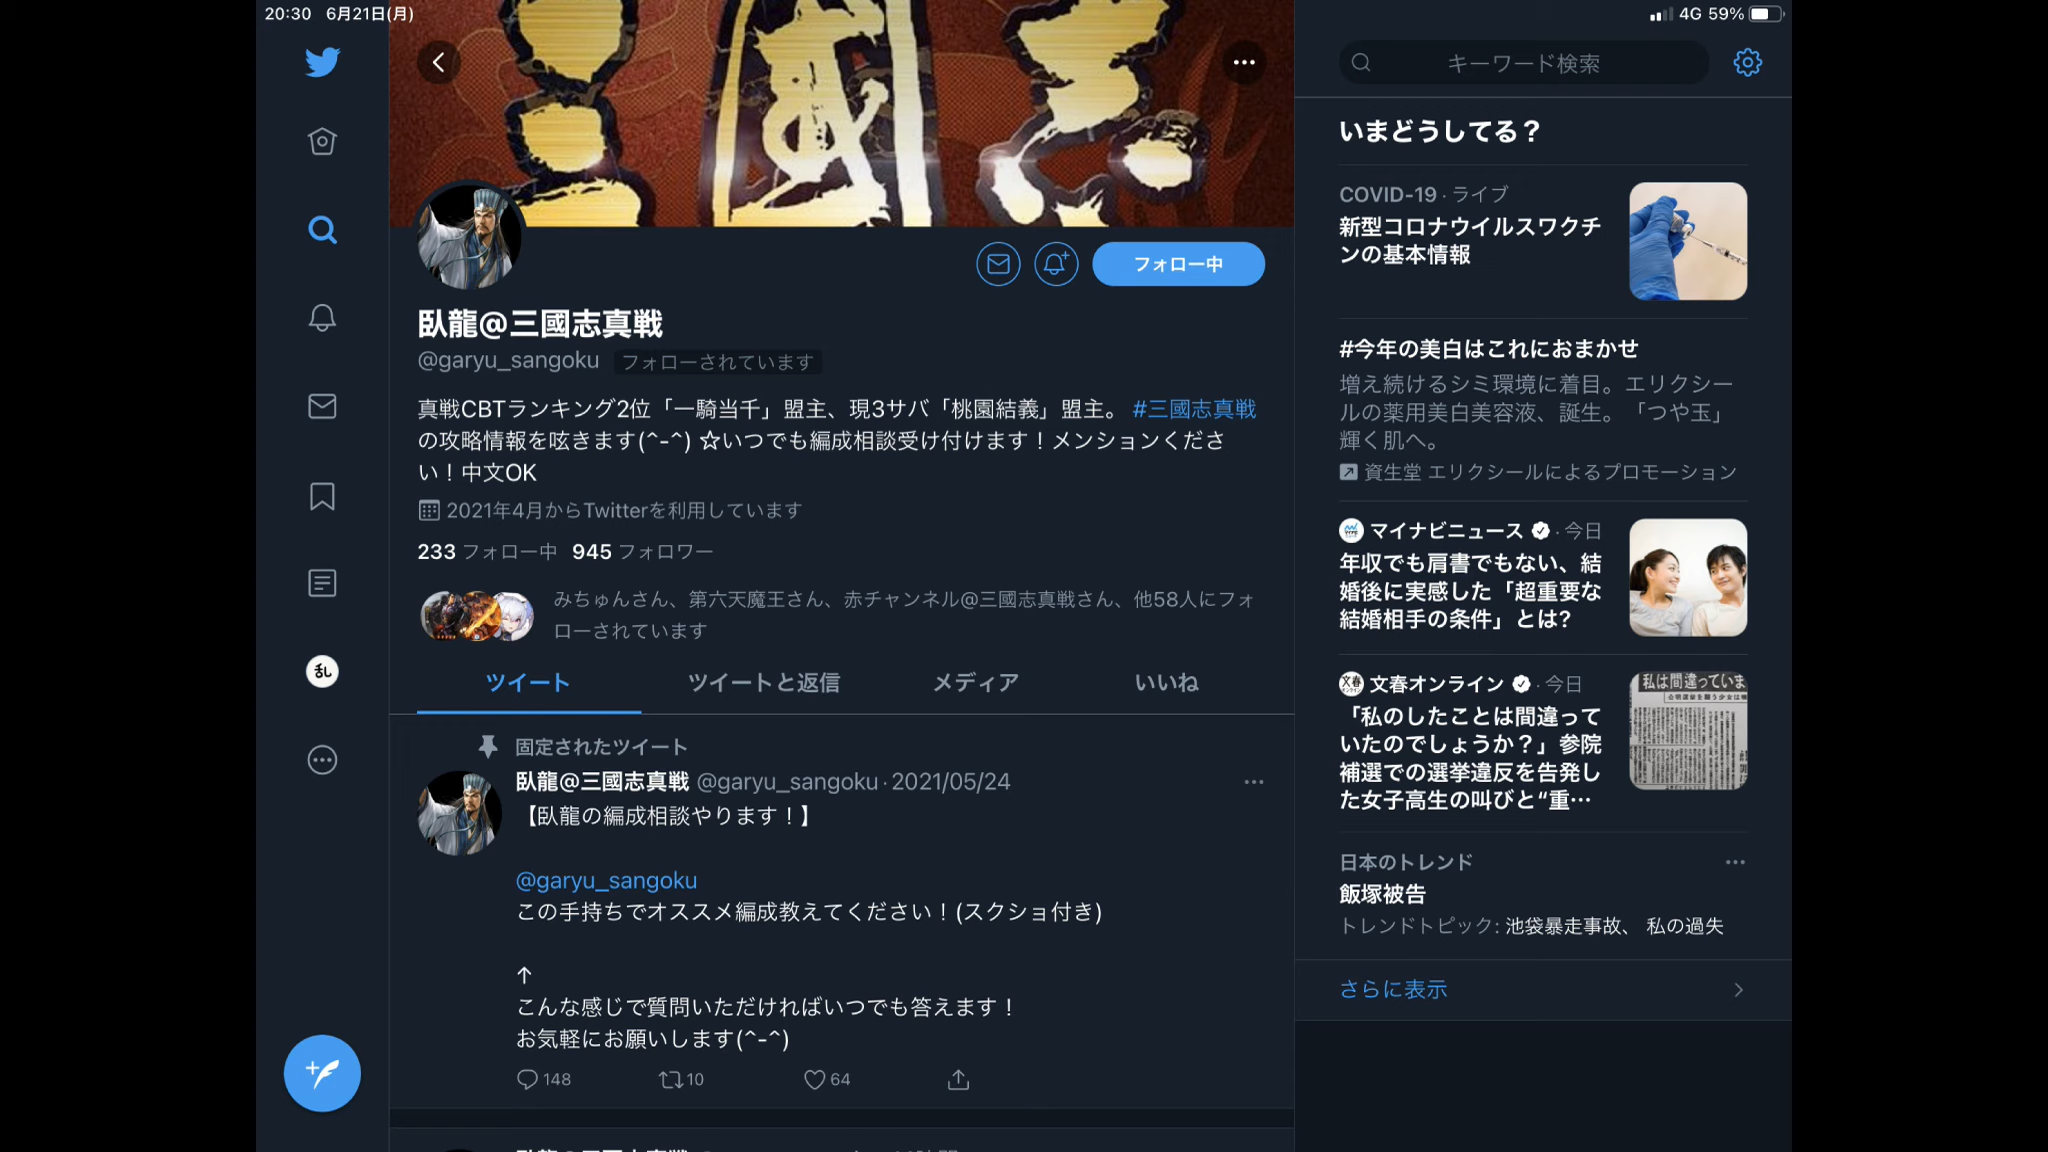 20:30 6月21日(月)
4G 59%
三國志
フォロー中
臥龍@三國志真戦
@garyu_sangoku フォローされています
真戦CBTランキング2位「一騎当千」盟主、現3サバ「桃園結義」盟主。 #三國志真戦
の攻略情報を呟きます(^-^) ☆いつでも編成相談受け付けます！メンションくださ
い！中文OK
2021年4月からTwitterを利用しています
233 フォロー中 945 フォロワー
みちゅんさん、第六天魔王さん、赤チャンネル@三國志真戦さん、他58人にフォ
ローされています
ツイート ツイートと返信 メディア いいね
固定されたツイート
臥龍@三國志真戦 @garyu_sangoku · 2021/05/24
【臥龍の編成相談やります！】
@garyu_sangoku
この手持ちでオススメ編成教えてください！(スクショ付き)
↑
こんな感じで質問いただければいつでも答えます！
お気軽にお願いします(^-^)
148 10 64
乱
キーワード検索
いまどうしてる？
COVID-19 · ライブ
新型コロナウイルスワクチ
ンの基本情報
#今年の美白はこれにおまかせ
増え続けるシミ環境に着目。エリクシー
ルの薬用美白美容液、誕生。「つや玉」
輝く肌へ。
資生堂 エリクシールによるプロモーション
マイナビニュース · 今日
年収でも肩書でもない、結
婚後に実感した「超重要な
結婚相手の条件」とは?
文春オンライン · 今日
「私のしたことは間違って
いたのでしょうか？」参院
補選での選挙違反を告発し
た女子高生の叫びと“重…
私は間違っていま
日本のトレンド
飯塚被告
トレンドトピック: 池袋暴走事故、 私の過失
さらに表示